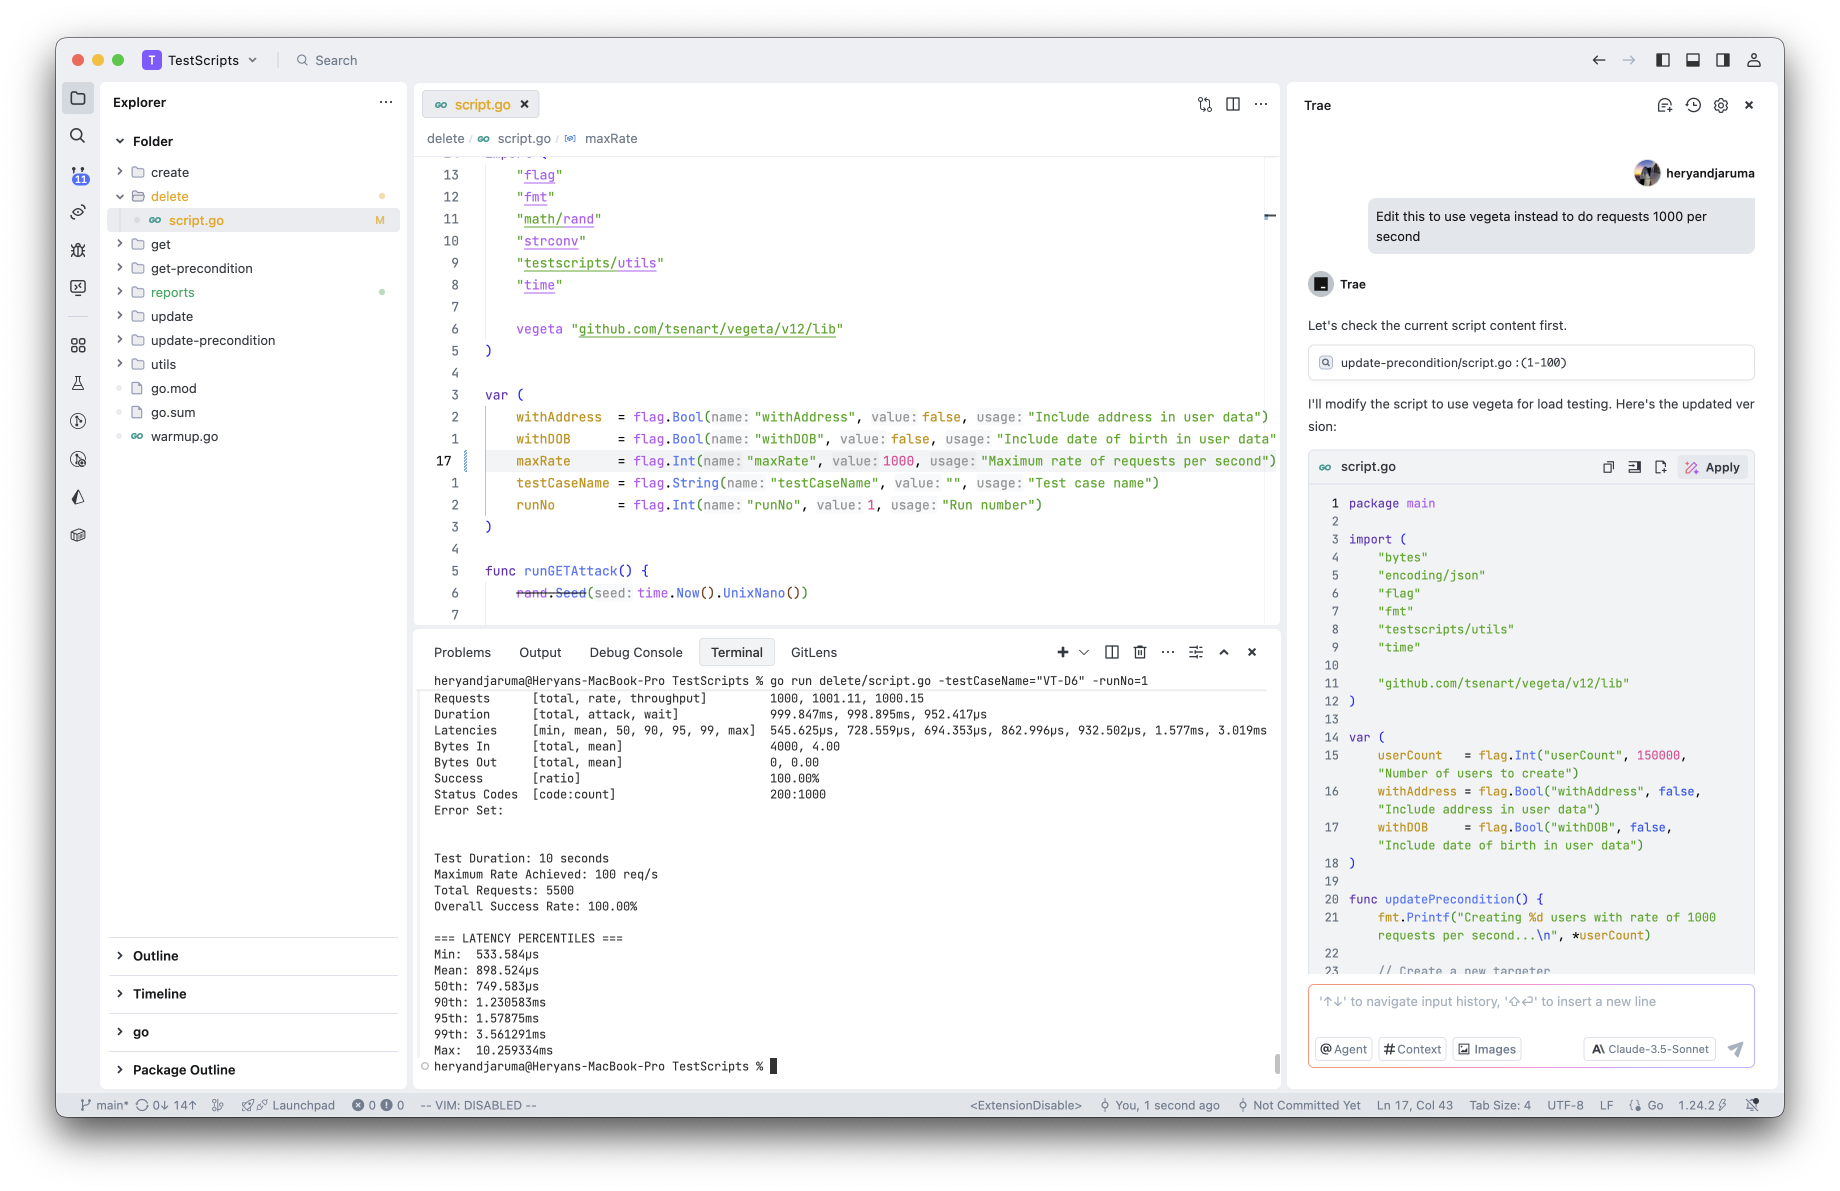 T TestScripts
Search
Explorer
Folder
create
delete
script.go M
get
get-precondition
reports
update
update-precondition
utils
go.mod
go.sum
warmup.go
Outline
Timeline
go
Package Outline
11
script.go
delete / script.go / maxRate
13 "flag"
12 "fmt"
11 "math/rand"
10 "strconv"
9 "testscripts/utils"
8 "time"
7
6 vegeta "github.com/tsenart/vegeta/v12/lib"
5 )
4
3 var (
2 withAddress = flag.Bool(name: "withAddress", value: false, usage: "Include address in user data")
1 withDOB = flag.Bool(name: "withDOB", value: false, usage: "Include date of birth in user data"
17 maxRate = flag.Int(name: "maxRate", value: 1000, usage: "Maximum rate of requests per second")
1 testCaseName = flag.String(name: "testCaseName", value: "", usage: "Test case name")
2 runNo = flag.Int(name: "runNo", value: 1, usage: "Run number")
3 )
4
5 func runGETAttack() {
6 rand.Seed(seed: time.Now().UnixNano())
7
Problems Output Debug Console Terminal GitLens
heryandjaruma@Heryans-MacBook-Pro TestScripts % go run delete/script.go -testCaseName="VT-D6" -runNo=1
Requests [total, rate, throughput] 1000, 1001.11, 1000.15
Duration [total, attack, wait] 999.847ms, 998.895ms, 952.417µs
Latencies [min, mean, 50, 90, 95, 99, max] 545.625µs, 728.559µs, 694.353µs, 862.996µs, 932.502µs, 1.577ms, 3.019ms
Bytes In [total, mean] 4000, 4.00
Bytes Out [total, mean] 0, 0.00
Success [ratio] 100.00%
Status Codes [code:count] 200:1000
Error Set:
Test Duration: 10 seconds
Maximum Rate Achieved: 100 req/s
Total Requests: 5500
Overall Success Rate: 100.00%
=== LATENCY PERCENTILES ===
Min: 533.584µs
Mean: 898.524µs
50th: 749.583µs
90th: 1.230583ms
95th: 1.57875ms
99th: 3.561291ms
Max: 10.259334ms
heryandjaruma@Heryans-MacBook-Pro TestScripts %
Trae
heryandjaruma
Edit this to use vegeta instead to do requests 1000 per
second
Trae
Let's check the current script content first.
update-precondition/script.go :(1-100)
I'll modify the script to use vegeta for load testing. Here's the updated ver
sion:
script.go Apply
1 package main
2
3 import (
4 "bytes"
5 "encoding/json"
6 "flag"
7 "fmt"
8 "testscripts/utils"
9 "time"
10
11 "github.com/tsenart/vegeta/v12/lib"
12 )
13
14 var (
15 userCount = flag.Int("userCount", 150000,
"Number of users to create")
16 withAddress = flag.Bool("withAddress", false,
"Include address in user data")
17 withDOB = flag.Bool("withDOB", false,
"Include date of birth in user data")
18 )
19
20 func updatePrecondition() {
21 fmt.Printf("Creating %d users with rate of 1000
requests per second...\n", *userCount)
22
23 // Create a new targeter
'↑↓' to navigate input history, '⇧⏎' to insert a new line
@ Agent # Context Images Claude-3.5-Sonnet
main* 0↓ 14↑ Launchpad 0 0 -- VIM: DISABLED -- <ExtensionDisable> You, 1 second ago Not Committed Yet Ln 17, Col 43 Tab Size: 4 UTF-8 LF Go 1.24.2